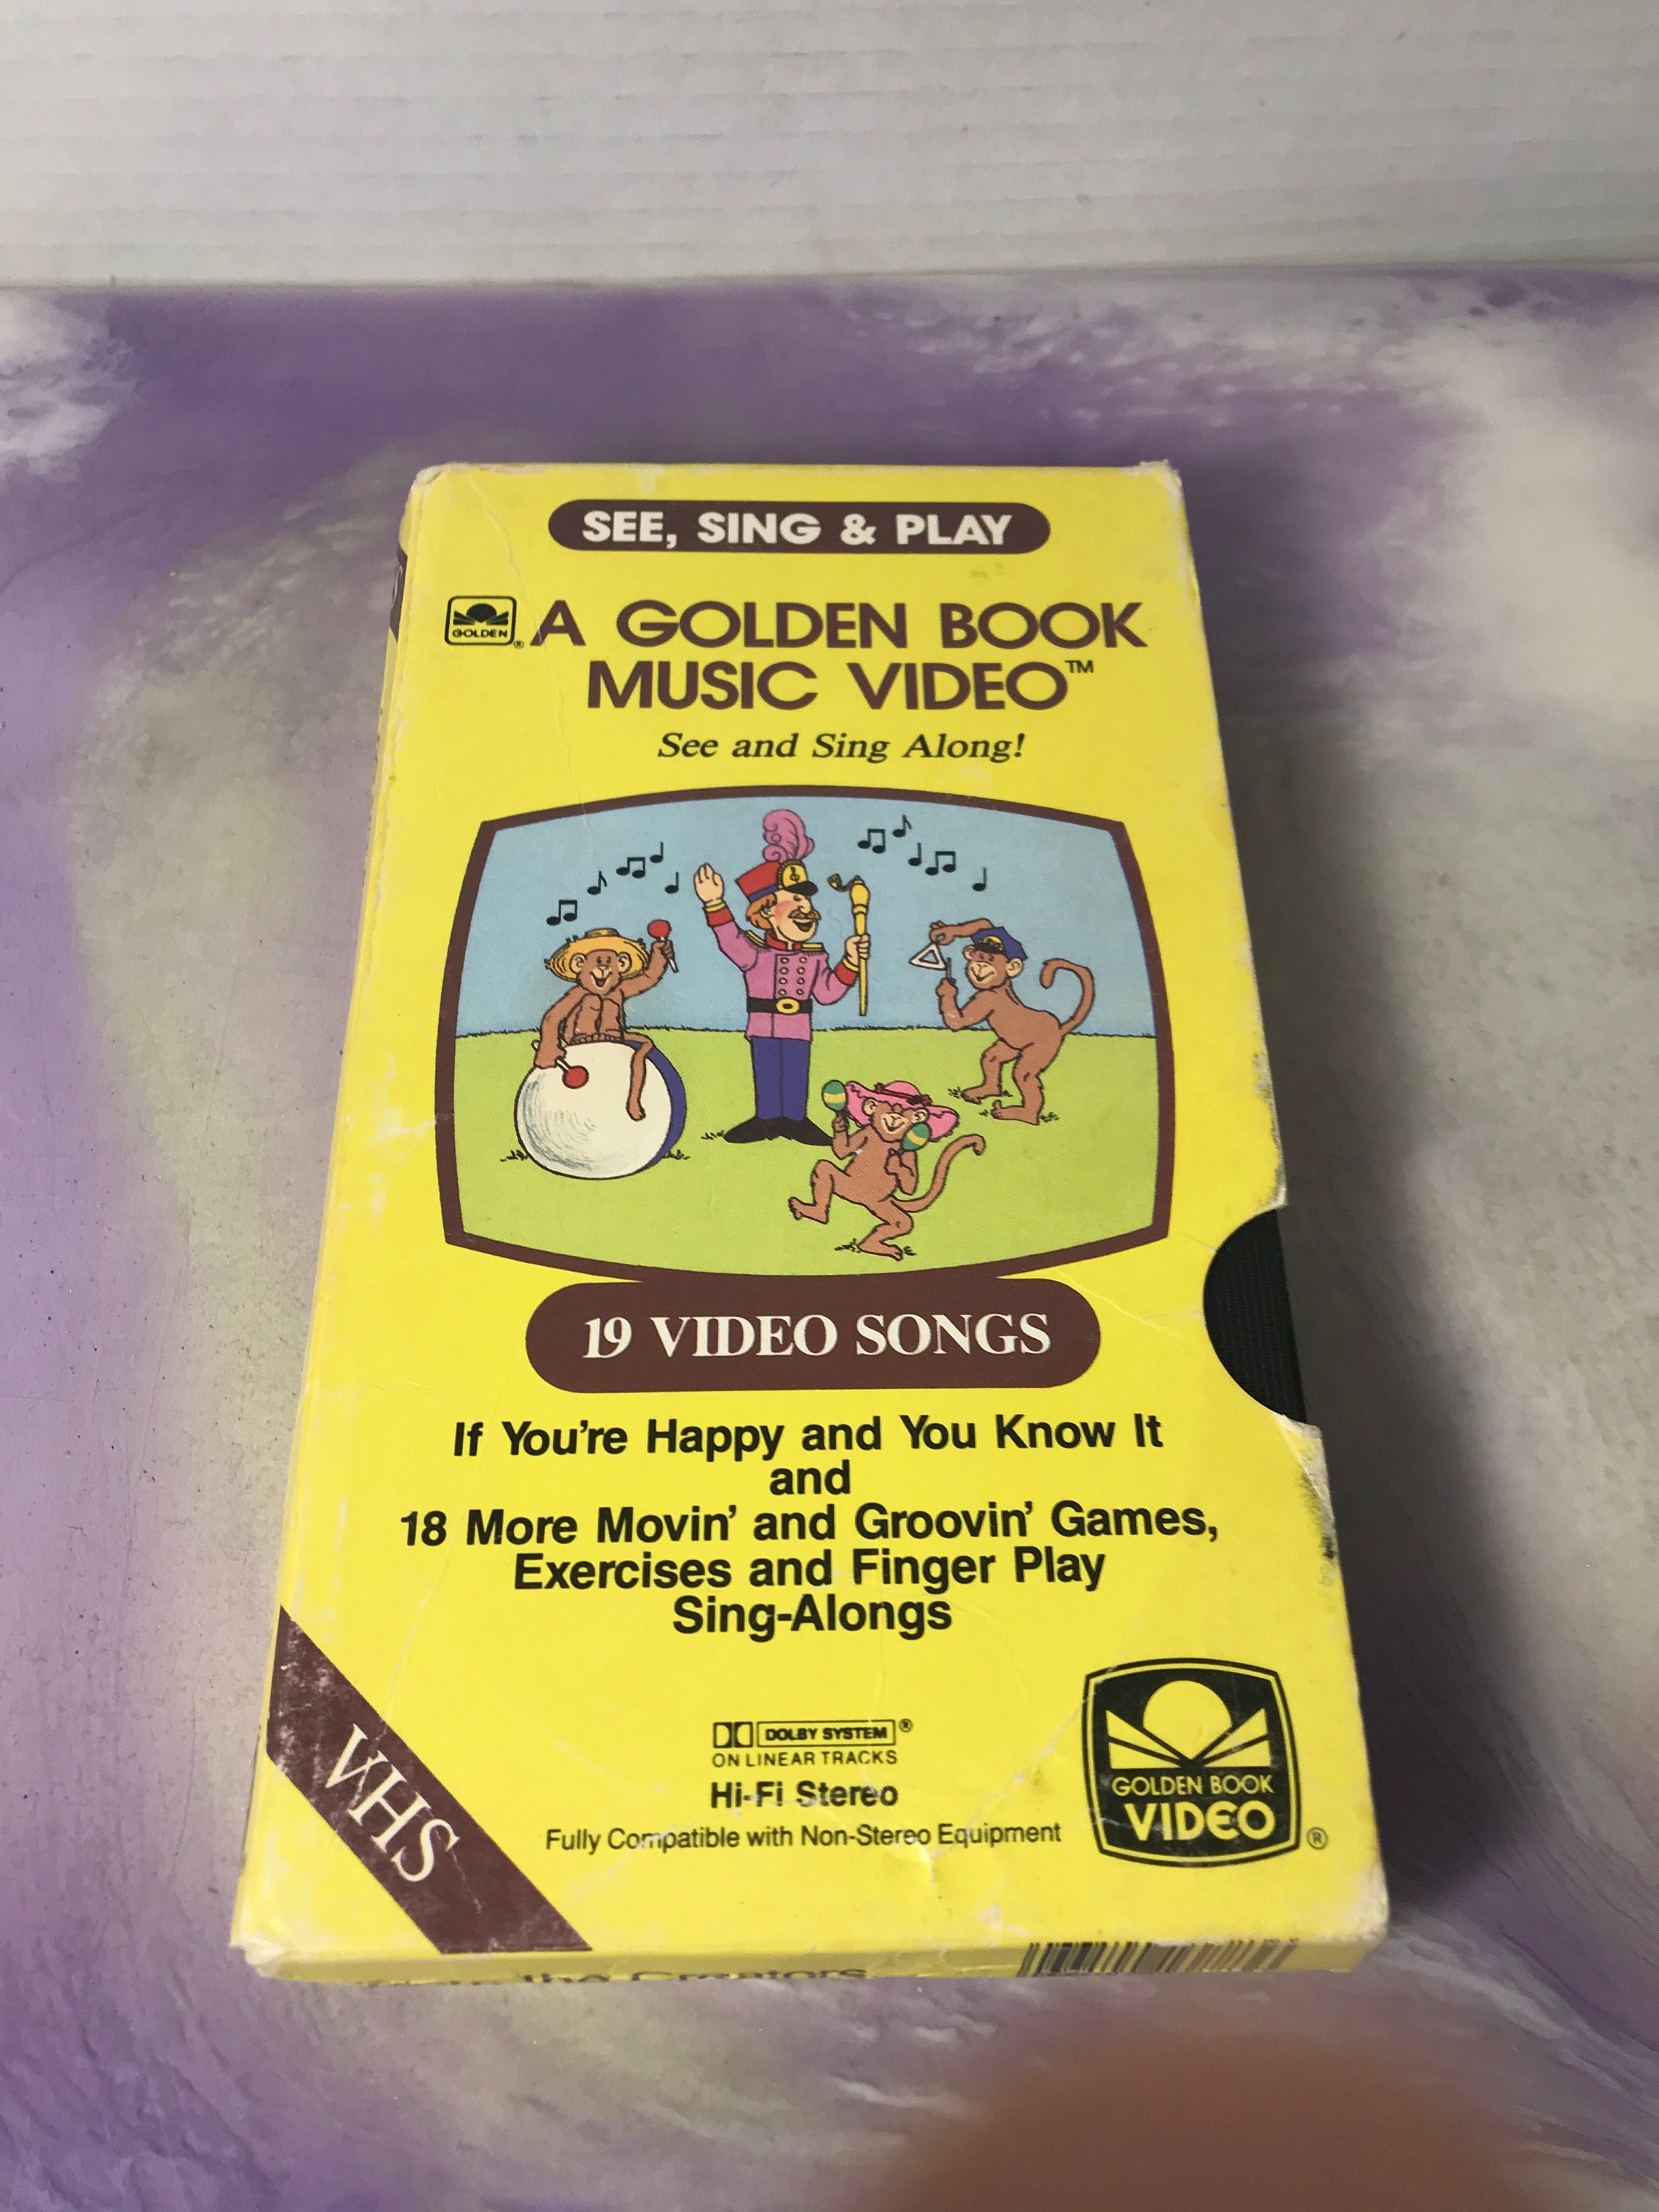 SEE, SING & PLAY
GOLDEN®
A GOLDEN BOOK
MUSIC VIDEO™
See and Sing Along!
19 VIDEO SONGS
If You're Happy and You Know It
and
18 More Movin' and Groovin' Games,
Exercises and Finger Play
Sing-Alongs
VHS
DOLBY SYSTEM®
ON LINEAR TRACKS
Hi-Fi Stereo
Fully Compatible with Non-Stereo Equipment
GOLDEN BOOK
VIDEO®
the Creators